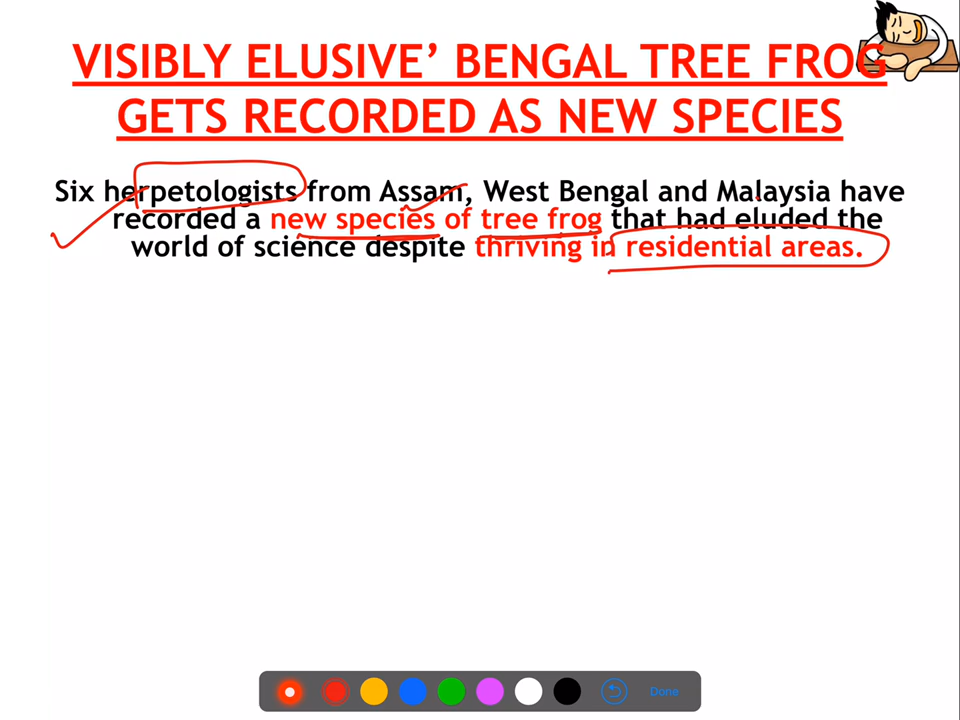 VISIBLY ELUSIVE’ BENGAL TREE FROG
GETS RECORDED AS NEW SPECIES
Six herpetologists from Assam, West Bengal and Malaysia have
recorded a new species of tree frog that had eluded the
world of science despite thriving in residential areas.
Done